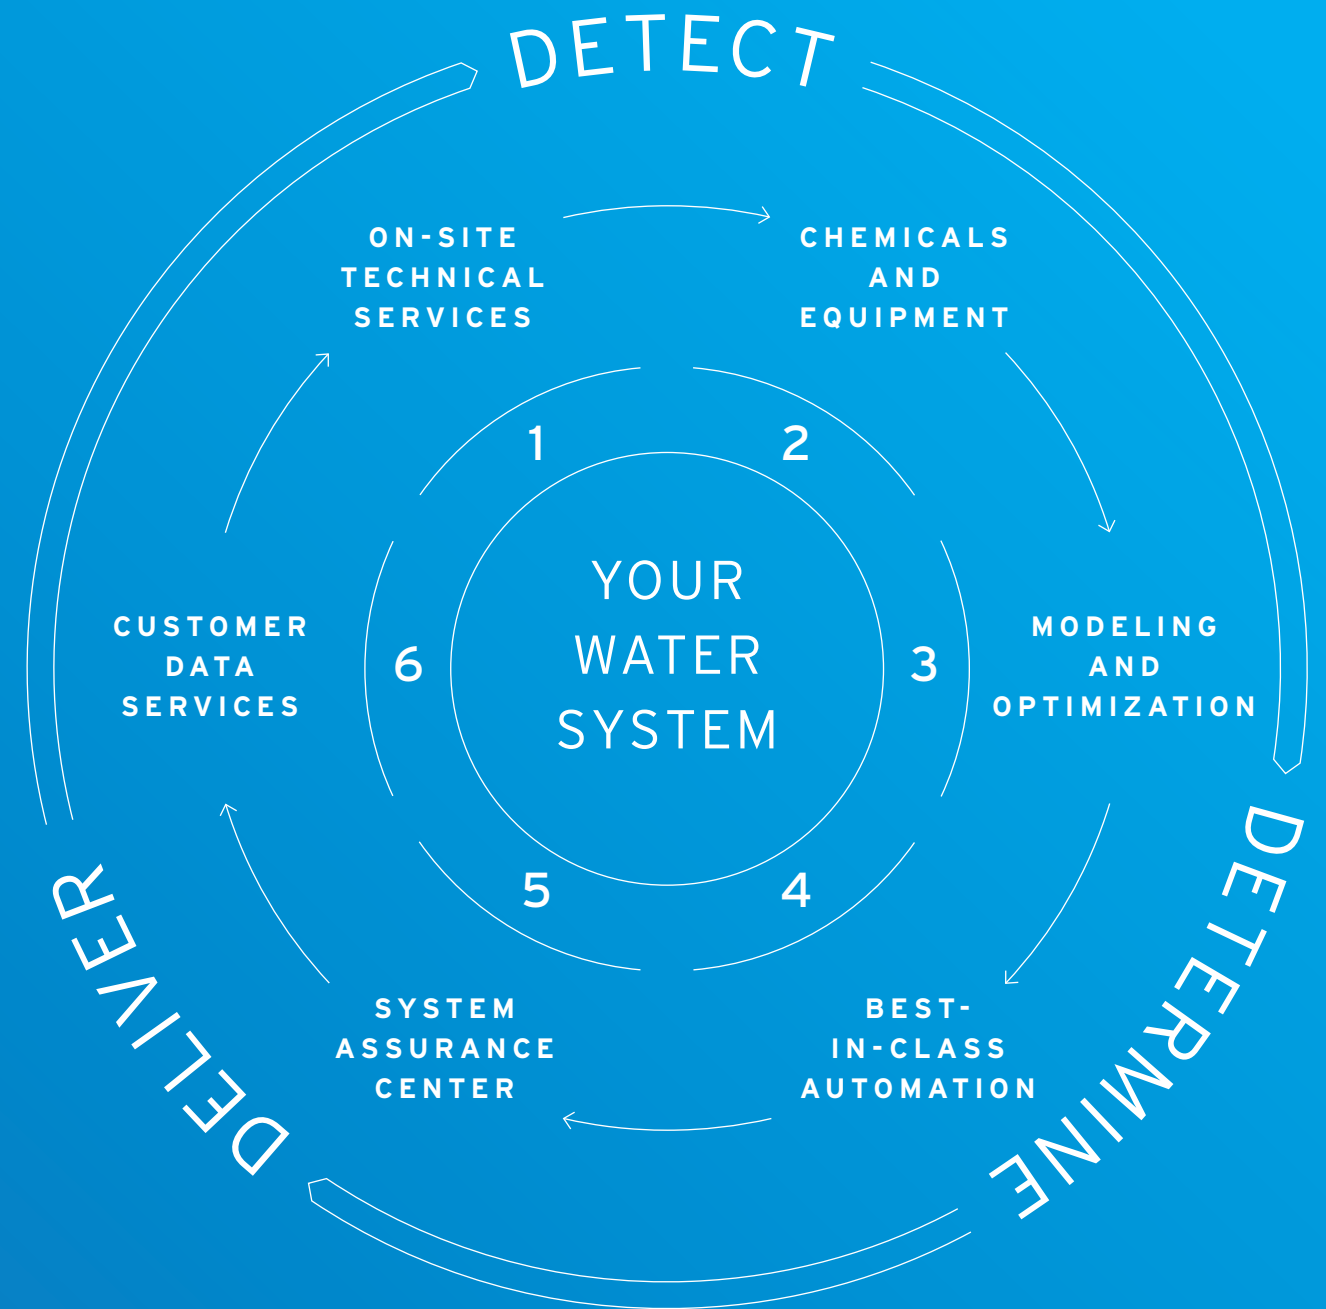 DETECT
ON-SITE
TECHNICAL
SERVICES
CHEMICALS
AND
EQUIPMENT
1
2
YOUR
WATER
SYSTEM
CUSTOMER
DATA
SERVICES
6
3
MODELING
AND
OPTIMIZATION
5
4
SYSTEM
ASSURANCE
CENTER
BEST-
IN-CLASS
AUTOMATION
DETERMINE
DELIVER